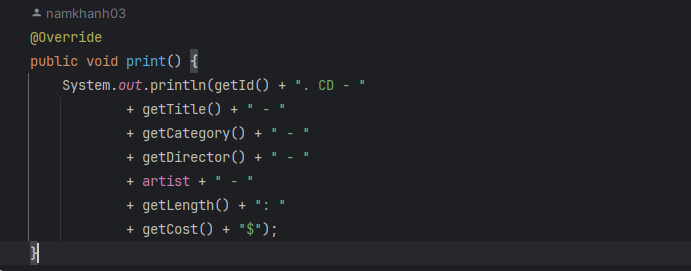 namkhanh03
@Override
public void print() {
    System.out.println(getId() + ". CD - "
            + getTitle() + " - "
            + getCategory() + " - "
            + getDirector() + " - "
            + artist + " - "
            + getLength() + ": "
            + getCost() + "$");
}